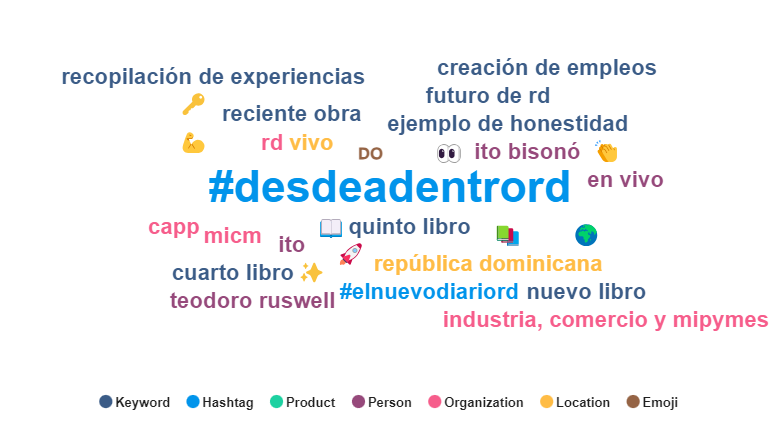 recopilación de experiencias
creación de empleos
futuro de rd
reciente obra
ejemplo de honestidad
rd vivo
DO
ito bisonó
#desdeadentrord
en vivo
capp
micm
ito
quinto libro
república dominicana
cuarto libro
teodoro ruswell
#elnuevodiariord
nuevo libro
industria, comercio y mipymes
Keyword Hashtag Product Person Organization Location Emoji